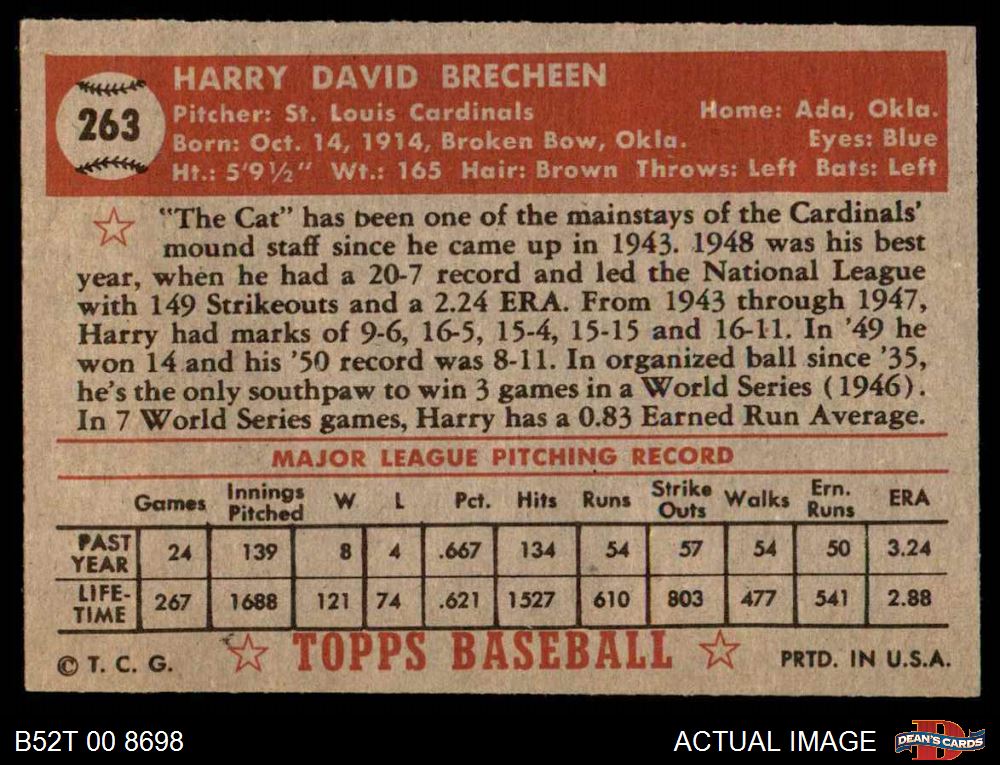 263
HARRY DAVID BRECHEEN
Pitcher: St. Louis Cardinals Home: Ada, Okla.
Born: Oct. 14, 1914, Broken Bow, Okla. Eyes: Blue
Ht.: 5'9½" Wt.: 165 Hair: Brown Throws: Left Bats: Left
"The Cat" has been one of the mainstays of the Cardinals'
mound staff since he came up in 1943. 1948 was his best
year, when he had a 20-7 record and led the National League
with 149 Strikeouts and a 2.24 ERA. From 1943 through 1947,
Harry had marks of 9-6, 16-5, 15-4, 15-15 and 16-11. In '49 he
won 14 and his '50 record was 8-11. In organized ball since '35,
he's the only southpaw to win 3 games in a World Series (1946).
In 7 World Series games, Harry has a 0.83 Earned Run Average.
MAJOR LEAGUE PITCHING RECORD
Games Innings Pitched W L Pct. Hits Runs Strike Outs Walks Ern. Runs ERA
PAST YEAR 24 139 8 4 .667 134 54 57 54 50 3.24
LIFE-TIME 267 1688 121 74 .621 1527 610 803 477 541 2.88
© T. C. G. TOPPS BASEBALL PRTD. IN U.S.A.
B52T 00 8698 ACTUAL IMAGE DEAN'S CARDS